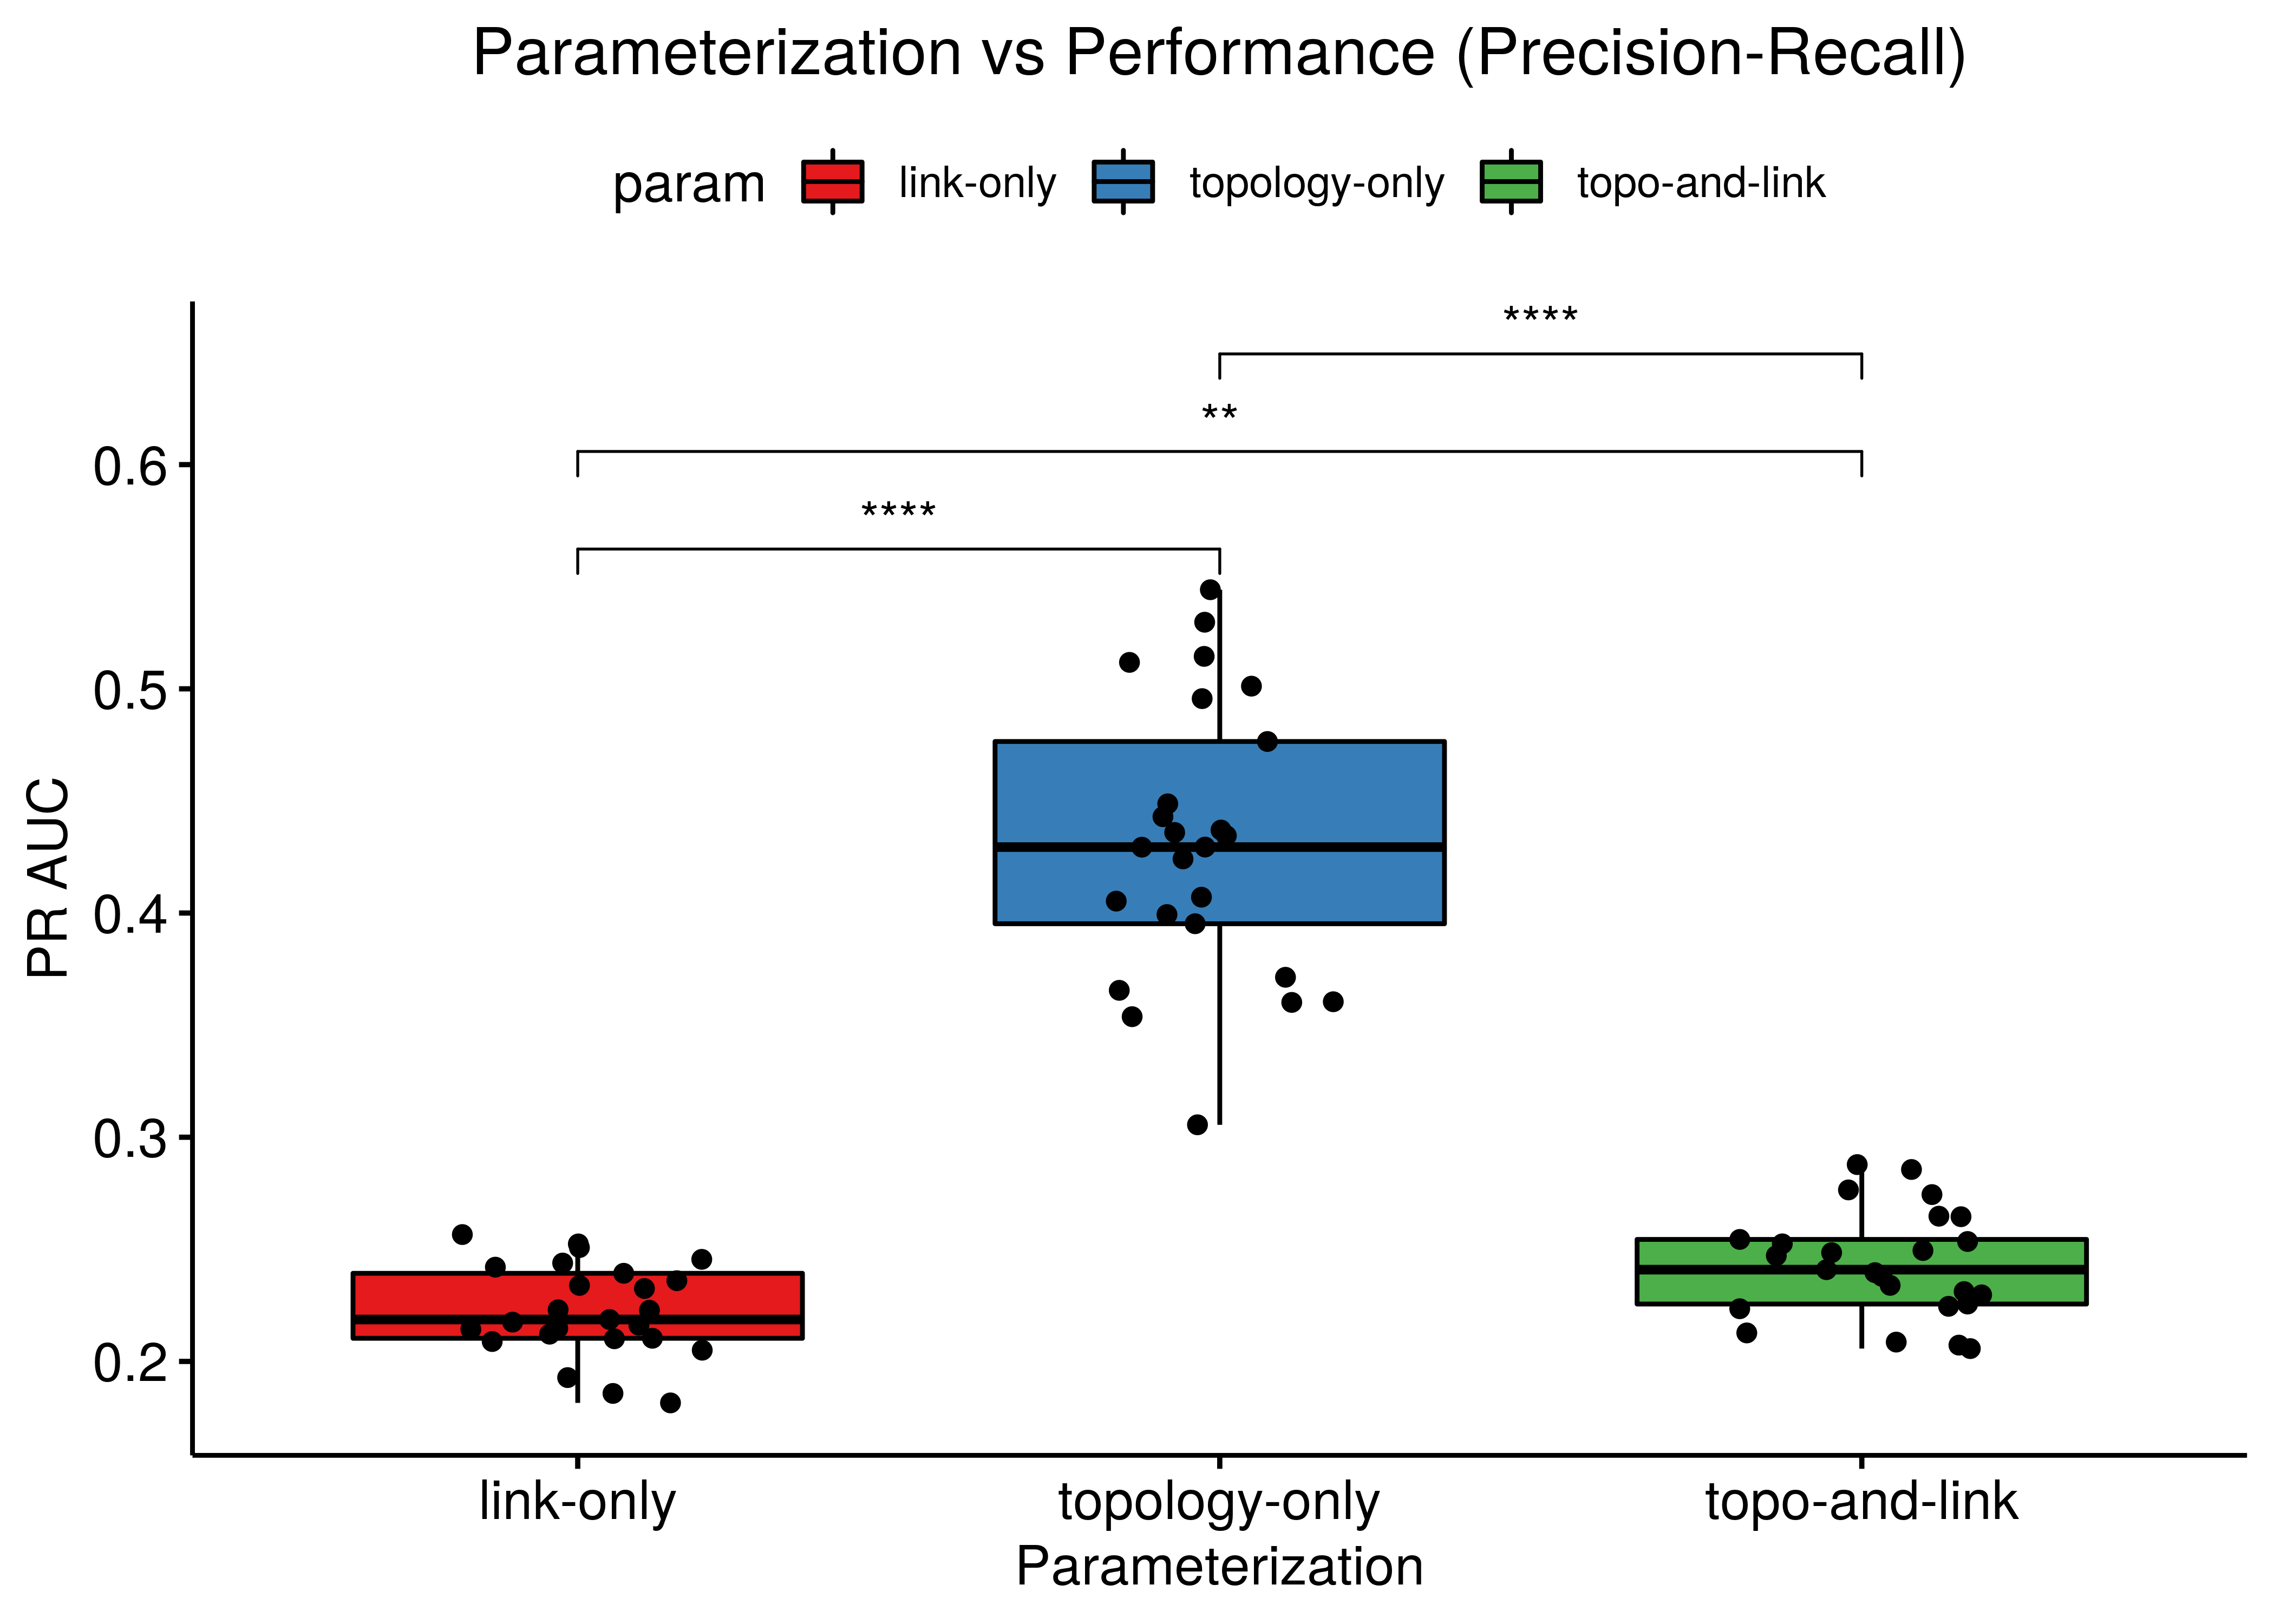 Parameterization vs Performance (Precision-Recall)
param link-only topology-only topo-and-link
****
**
****
0.6
0.5
0.4
0.3
0.2
PR AUC
link-only topology-only topo-and-link
Parameterization